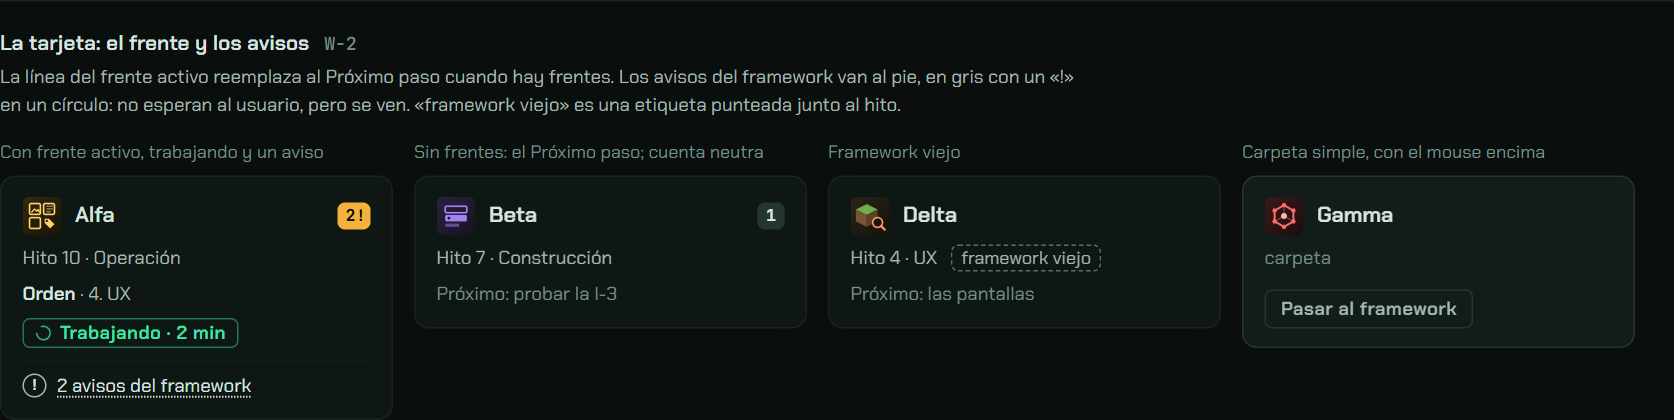 La tarjeta: el frente y los avisos W-2
La línea del frente activo reemplaza al Próximo paso cuando hay frentes. Los avisos del framework van al pie, en gris con un «!»
en un círculo: no esperan al usuario, pero se ven. «framework viejo» es una etiqueta punteada junto al hito.
Con frente activo, trabajando y un aviso
Alfa 2!
Hito 10 · Operación
Orden · 4. UX
Trabajando · 2 min
! 2 avisos del framework
Sin frentes: el Próximo paso; cuenta neutra
Beta 1
Hito 7 · Construcción
Próximo: probar la I-3
Framework viejo
Delta
Hito 4 · UX framework viejo
Próximo: las pantallas
Carpeta simple, con el mouse encima
Gamma
carpeta
Pasar al framework